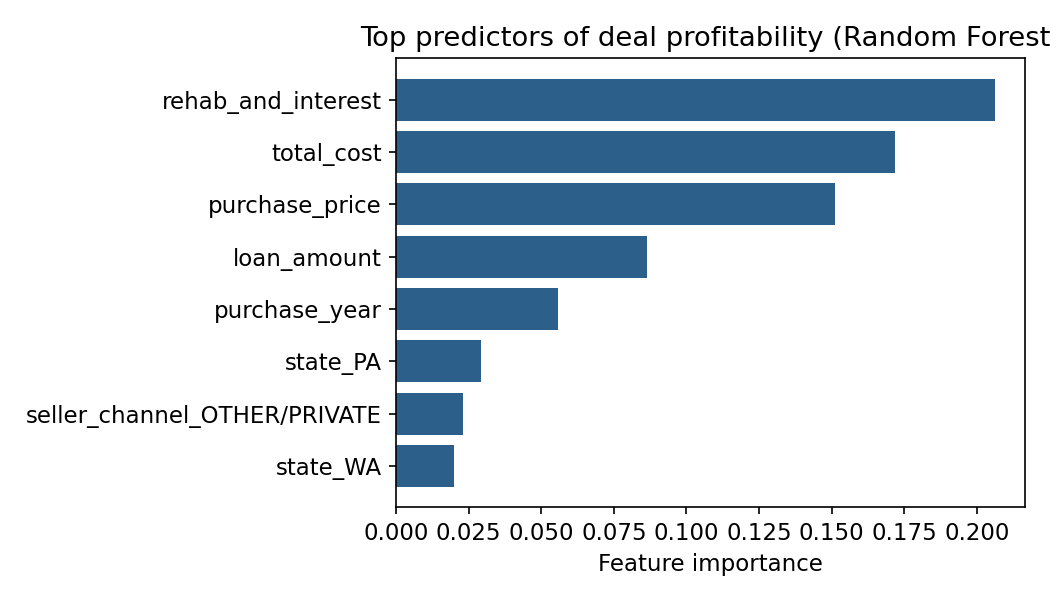 Top predictors of deal profitability (Random Forest
rehab_and_interest
total_cost
purchase_price
loan_amount
purchase_year
state_PA
seller_channel_OTHER/PRIVATE
state_WA
0.000 0.025 0.050 0.075 0.100 0.125 0.150 0.175 0.200
Feature importance